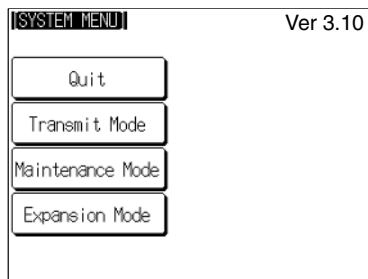 [SYSTEM MENU]
Ver 3.10
Quit
Transmit Mode
Maintenance Mode
Expansion Mode